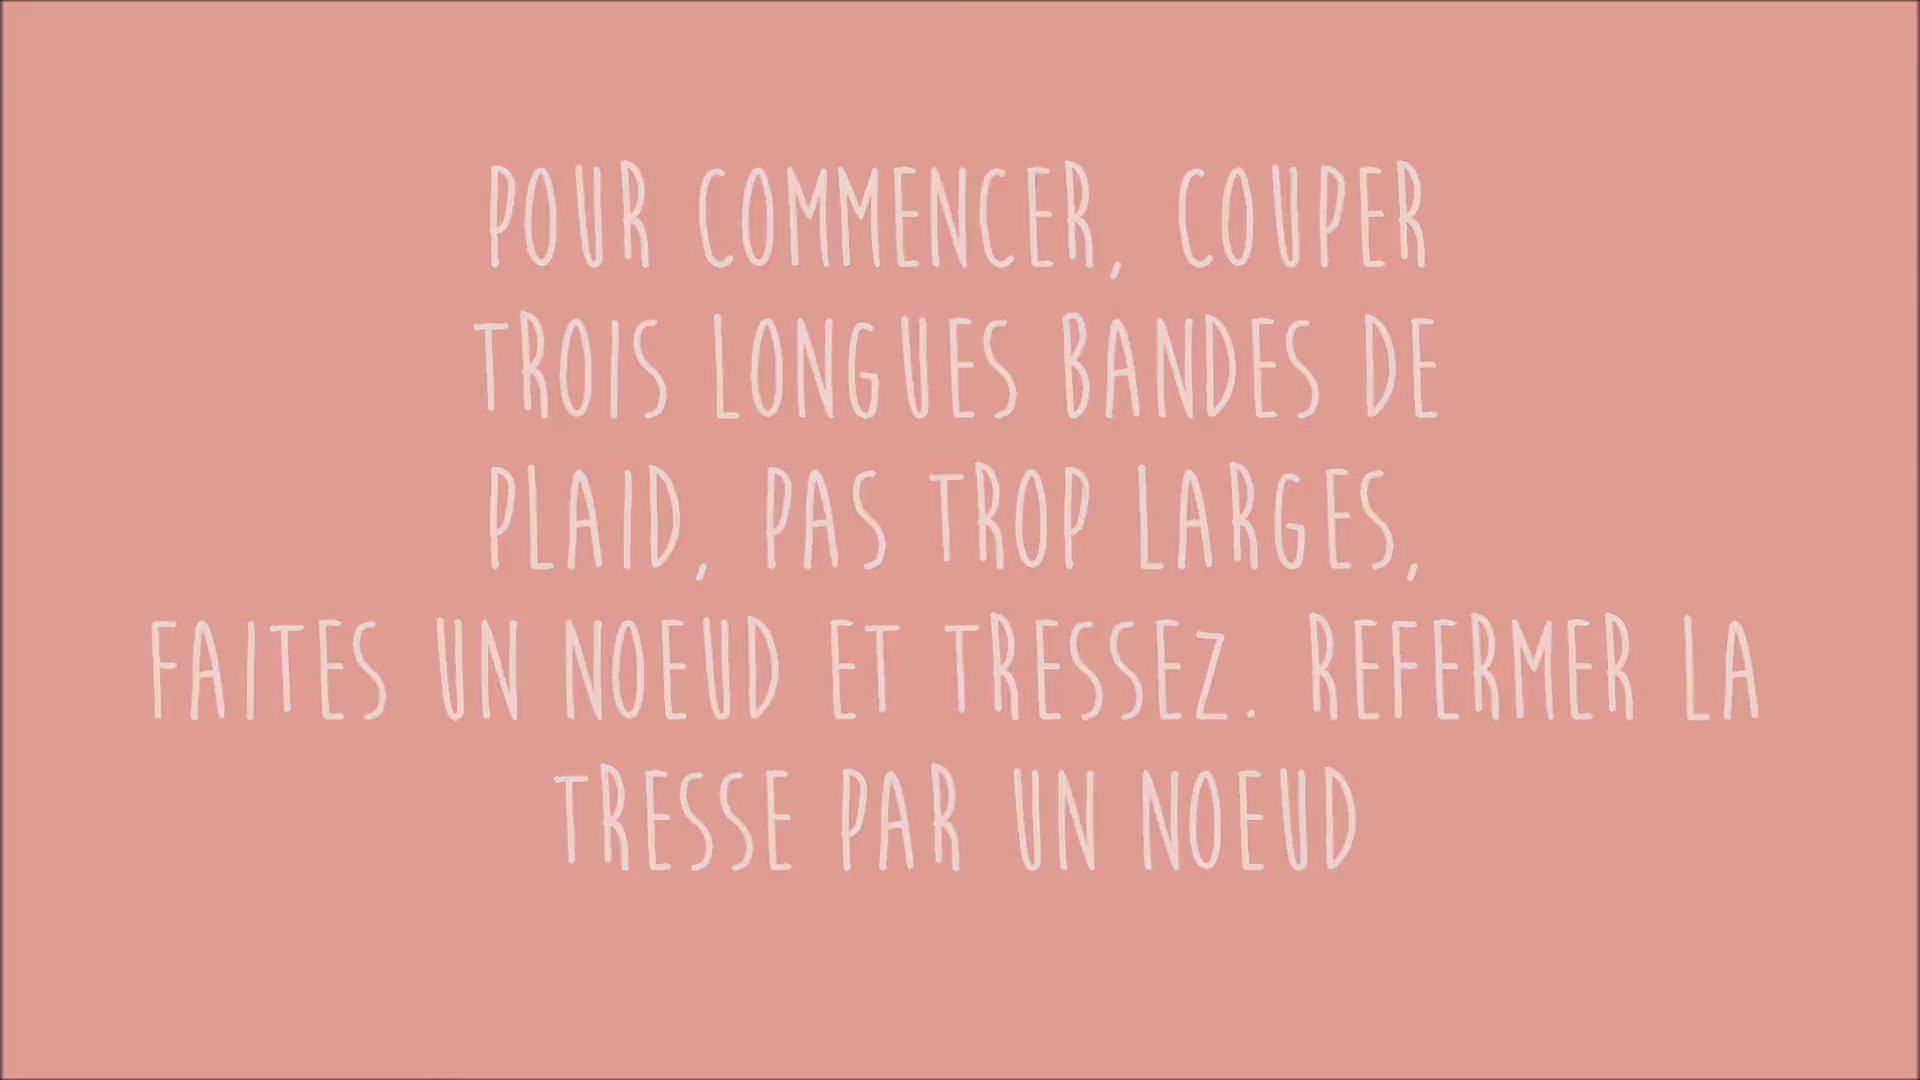 POUR COMMENCER, COUPER
TROIS LONGUES BANDES DE
PLAID, PAS TROP LARGES,
FAITES UN NOEUD ET TRESSEZ. REFERMER LA
TRESSE PAR UN NOEUD